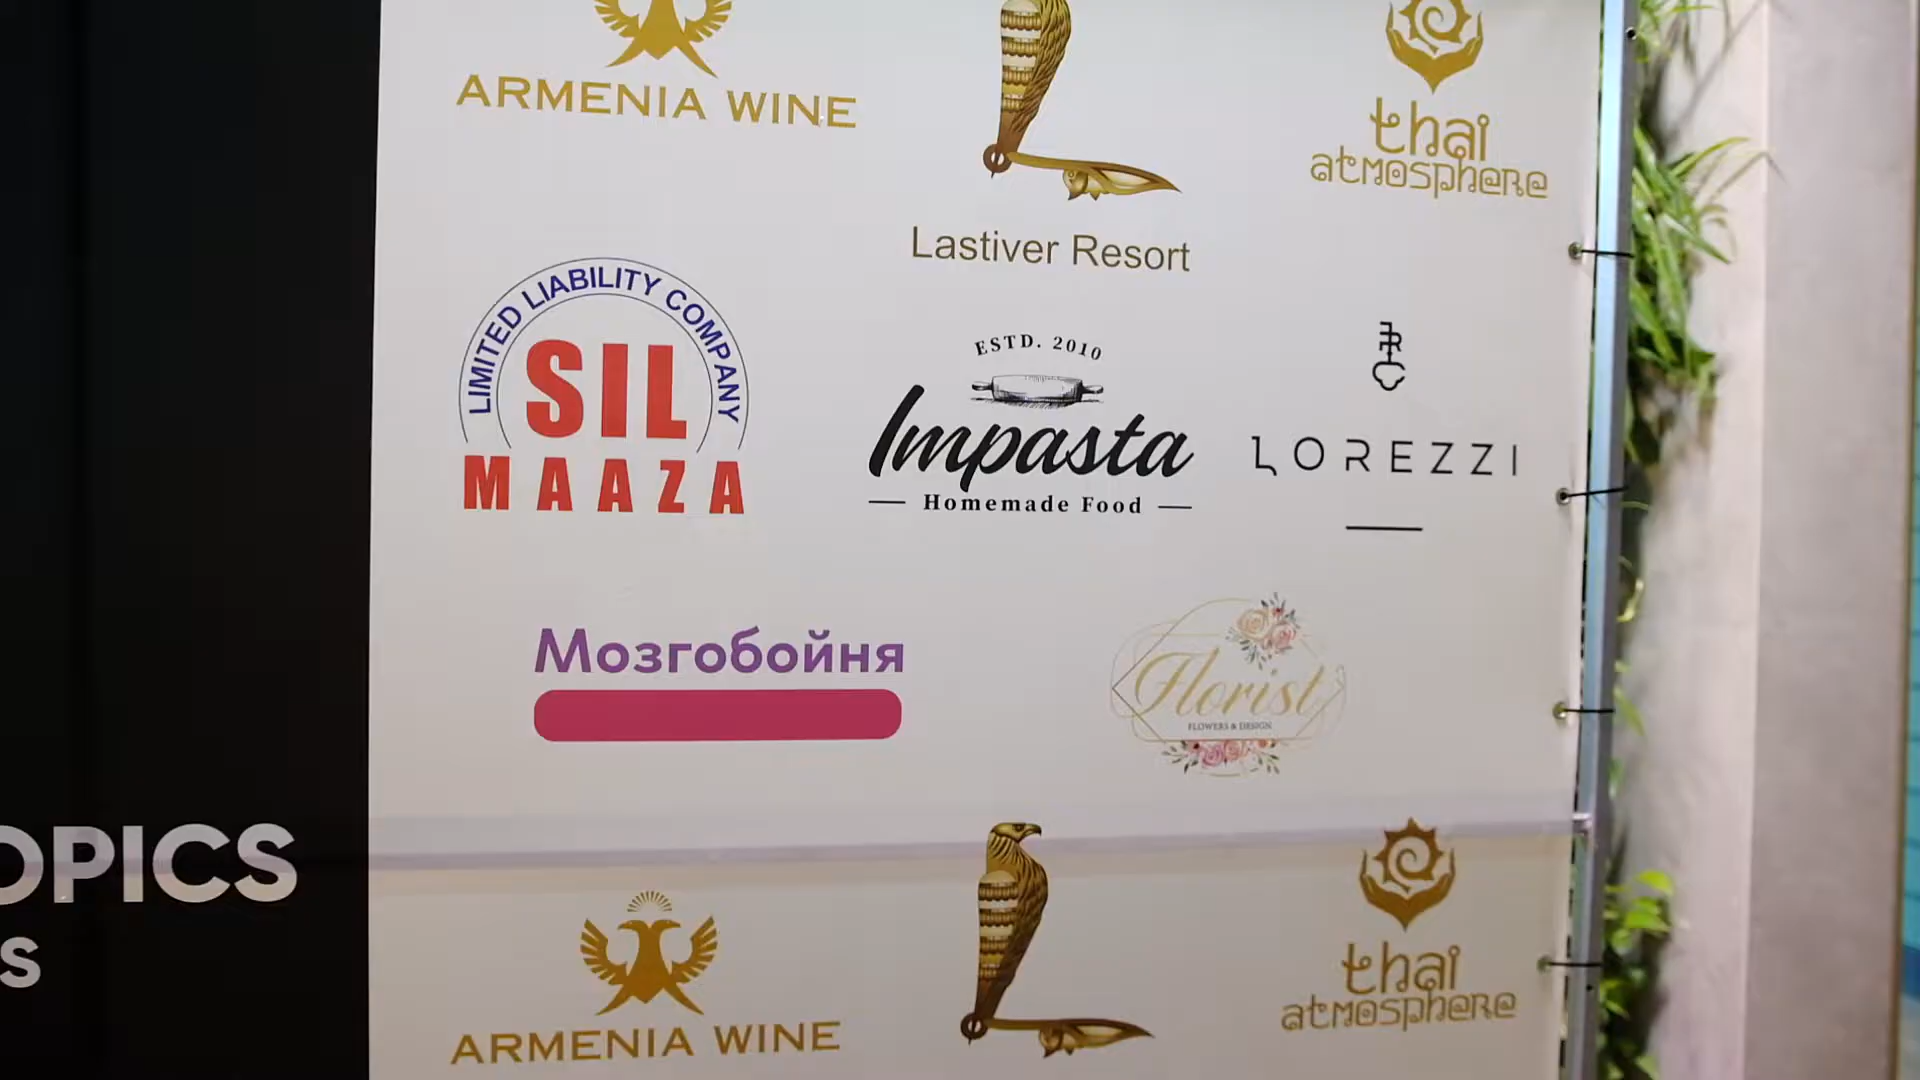 ARMENIA WINE
Lastiver Resort
thai
atmosphere
LIMITED LIABILITY COMPANY
SIL
MAAZA
ESTD. 2010
Impasta
Homemade Food
LOREZZI
Мозгобойня
Florist
FLOWERS & DESIGN
OPICS
S
ARMENIA WINE
thai
atmosphere